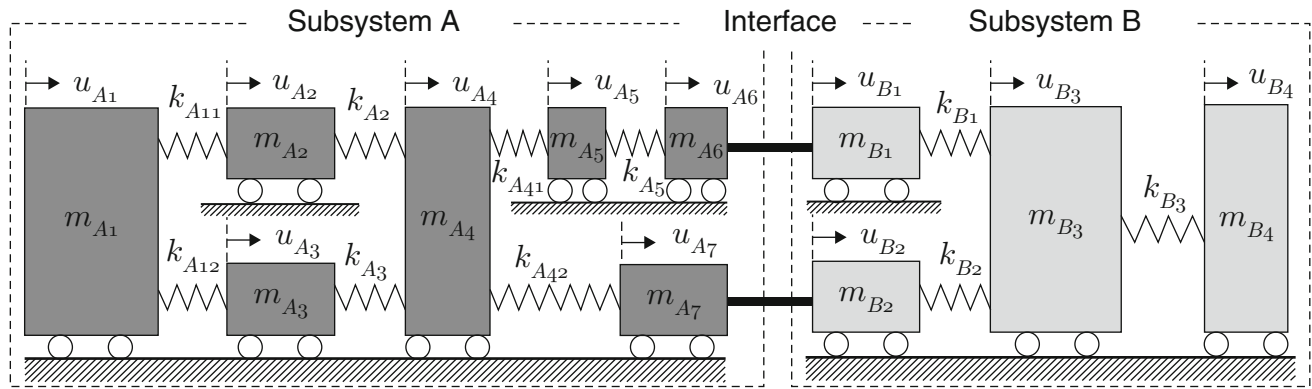 Subsystem A Interface Subsystem B
u_{A1} u_{A2} u_{A4} u_{A5} u_{A6} u_{B1} u_{B3} u_{B4}
k_{A11} k_{A2} k_{B1}
m_{A2} m_{A5} m_{A6} m_{B1}
k_{A41} k_{A5} k_{B3}
m_{A1} m_{A4} m_{B3} m_{B4}
u_{A3} u_{A7} u_{B2}
k_{A12} k_{A3} k_{A42} k_{B2}
m_{A3} m_{A7} m_{B2}